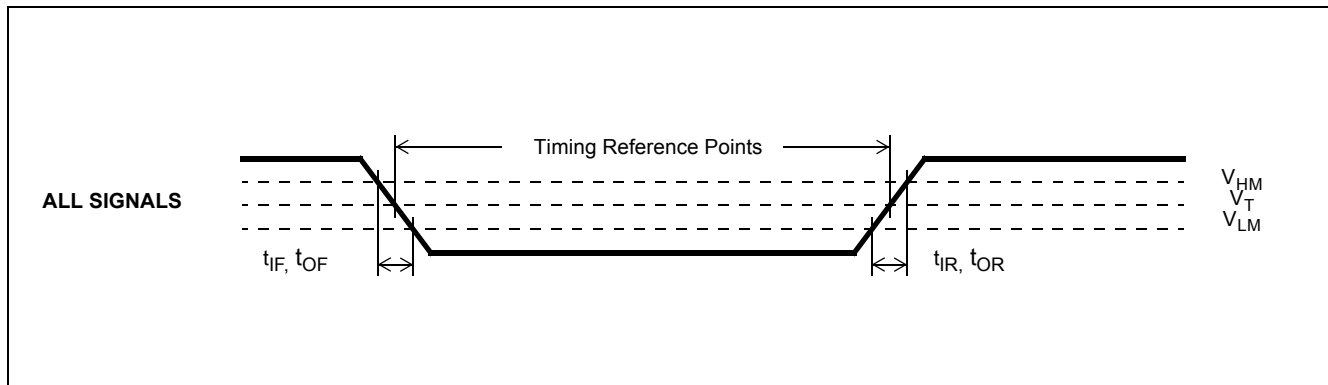 Timing Reference Points
V_HM
ALL SIGNALS
V_T
V_LM
t_IF, t_OF
t_IR, t_OR